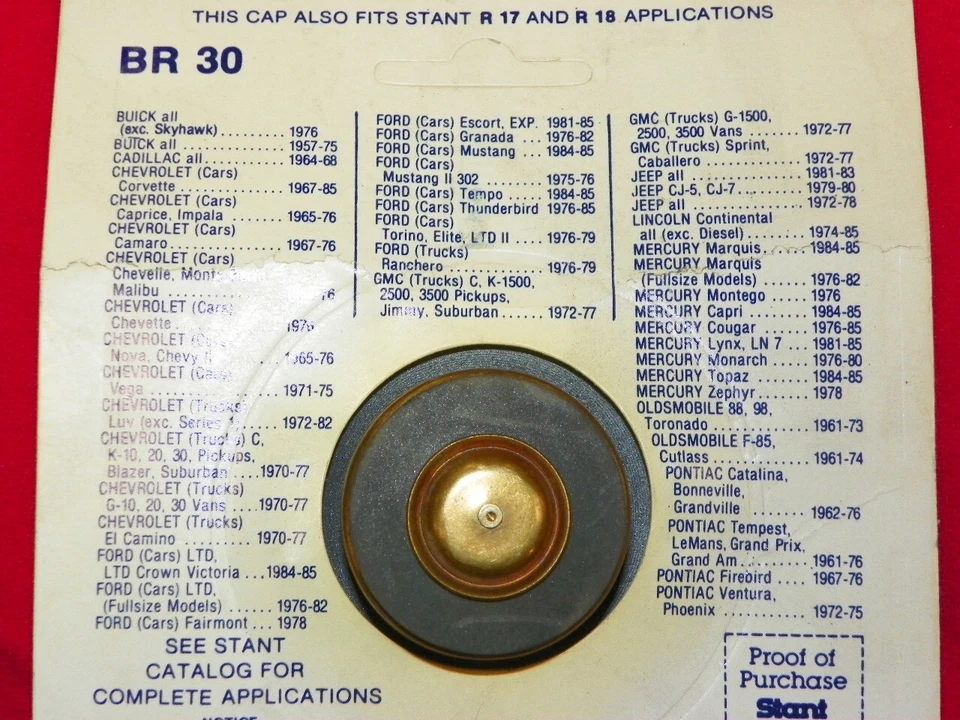 THIS CAP ALSO FITS STANT R 17 AND R 18 APPLICATIONS
BR 30
BUICK all
(exc. Skyhawk) ......... 1976
BUICK all ............. 1957-75
CADILLAC all .......... 1964-68
CHEVROLET (Cars)
Corvette .............. 1967-85
CHEVROLET (Cars)
Caprice, Impala ....... 1965-76
CHEVROLET (Cars)
Camaro ................ 1967-76
CHEVROLET (Cars)
Chevelle,
Malibu ..........
CHEVROLET (Cars)
Chevette . 1976
CHEVROLET
Nova, Chevy II ....
CHEVROLET (Cars)
Vega ............ 1971-75
CHEVROLET (Trucks)
Luv (exc. Series ...... 1972-82
CHEVROLET (Trucks) C,
K-10, 20, 30, Pickups,
Blazer, Suburban ....1970-77
CHEVROLET (Trucks)
G-10, 20, 30 Vans ....1970-77
CHEVROLET (Trucks)
El Camino ......... 1970-77
FORD (Cars) LTD,
LTD Crown Victoria ...1984-85
FORD (Cars) LTD,
(Fullsize Models) ...... 1976-82
FORD (Cars) Fairmont ...1978
FORD (Cars) Escort, EXP. 1981-85
FORD (Cars) Granada ... 1976-82
FORD (Cars) Mustang ... 1984-85
FORD (Cars)
Mustang II 302 ........ 1975-76
FORD (Cars) Tempo ..... 1984-85
FORD (Cars) Thunderbird 1976-85
FORD (Cars)
Torino, Elite, LTD II .... 1976-79
FORD (Trucks)
Ranchero ............. 1976-79
GMC (Trucks) C, K-1500,
2500, 3500 Pickups,
Jimmy, Suburban ...... 1972-77
GMC (Trucks) G-1500,
2500, 3500 Vans ....... 1972-77
GMC (Trucks) Sprint,
Caballero ............. 1972-77
JEEP all ............... 1981-83
JEEP CJ-5, CJ-7........ 1979-80
JEEP all ............... 1972-78
LINCOLN Continental
all (exc. Diesel) ........ 1974-85
MERCURY Marquis...... 1984-85
MERCURY Marquis
(Fullsize Models) ...... 1976-82
MERCURY Montego .... 1976
MERCURY Capri ....... 1984-85
MERCURY Cougar ...... 1976-85
MERCURY Lynx, LN 7 ... 1981-85
MERCURY Monarch .... 1976-80
MERCURY Topaz ....... 1984-85
MERCURY Zephyr....... 1978
OLDSMOBILE 88, 98,
Toronado ............. 1961-73
OLDSMOBILE F-85,
Cutlass ............... 1961-74
PONTIAC Catalina,
Bonneville,
Grandville ............ 1962-76
PONTIAC Tempest,
LeMans, Grand Prix,
Grand Am............. 1961-76
PONTIAC Firebird .... 1967-76
PONTIAC Ventura,
Phoenix .............. 1972-75
SEE STANT
CATALOG FOR
COMPLETE APPLICATIONS
NOTICE
Proof of
Purchase
Stant